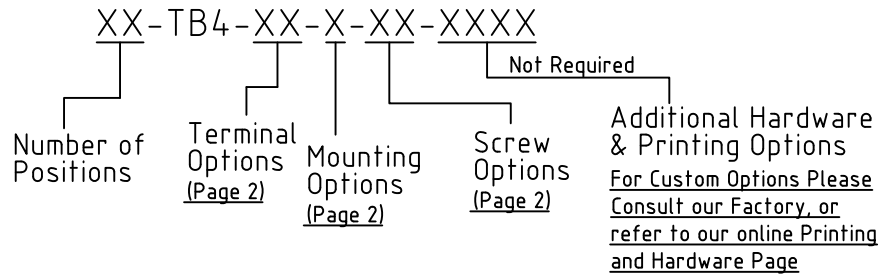 XX-TB4-XX-X-XX-XXXX
Not Required
Number of
Positions
Terminal
Options
(Page 2)
Mounting
Options
(Page 2)
Screw
Options
(Page 2)
Additional Hardware
& Printing Options
For Custom Options Please
Consult our Factory, or
refer to our online Printing
and Hardware Page